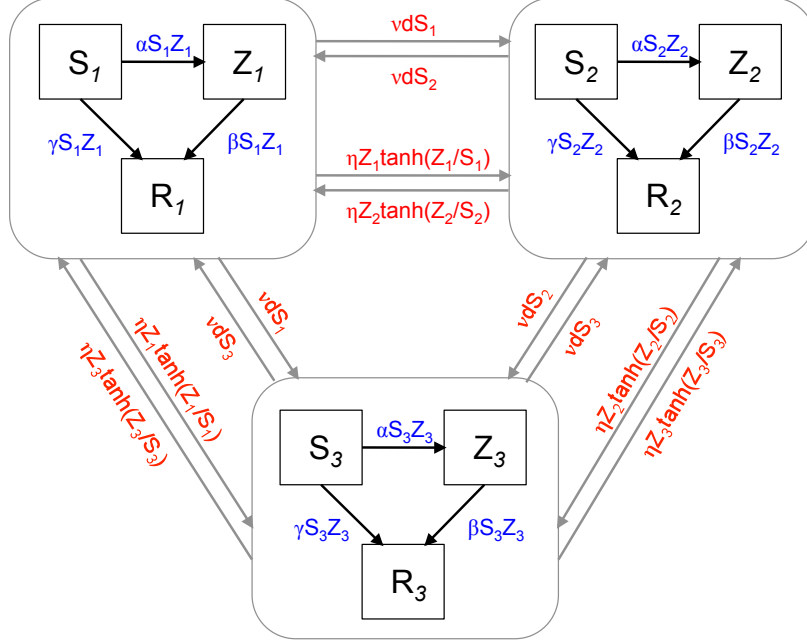 νdS₁
S₁ αS₁Z₁ Z₁
νdS₂
γS₁Z₁ βS₁Z₁
R₁
S₂ αS₂Z₂ Z₂
γS₂Z₂ βS₂Z₂
R₂
ηZ₁tanh(Z₁/S₁)
ηZ₂tanh(Z₂/S₂)
ηZ₃tanh(Z₃/S₃)
ηZ₁tanh(Z₁/S₁)
νdS₃
νdS₁
νdS₂
νdS₃
ηZ₂tanh(Z₂/S₂)
ηZ₃tanh(Z₃/S₃)
S₃ αS₃Z₃ Z₃
γS₃Z₃ βS₃Z₃
R₃